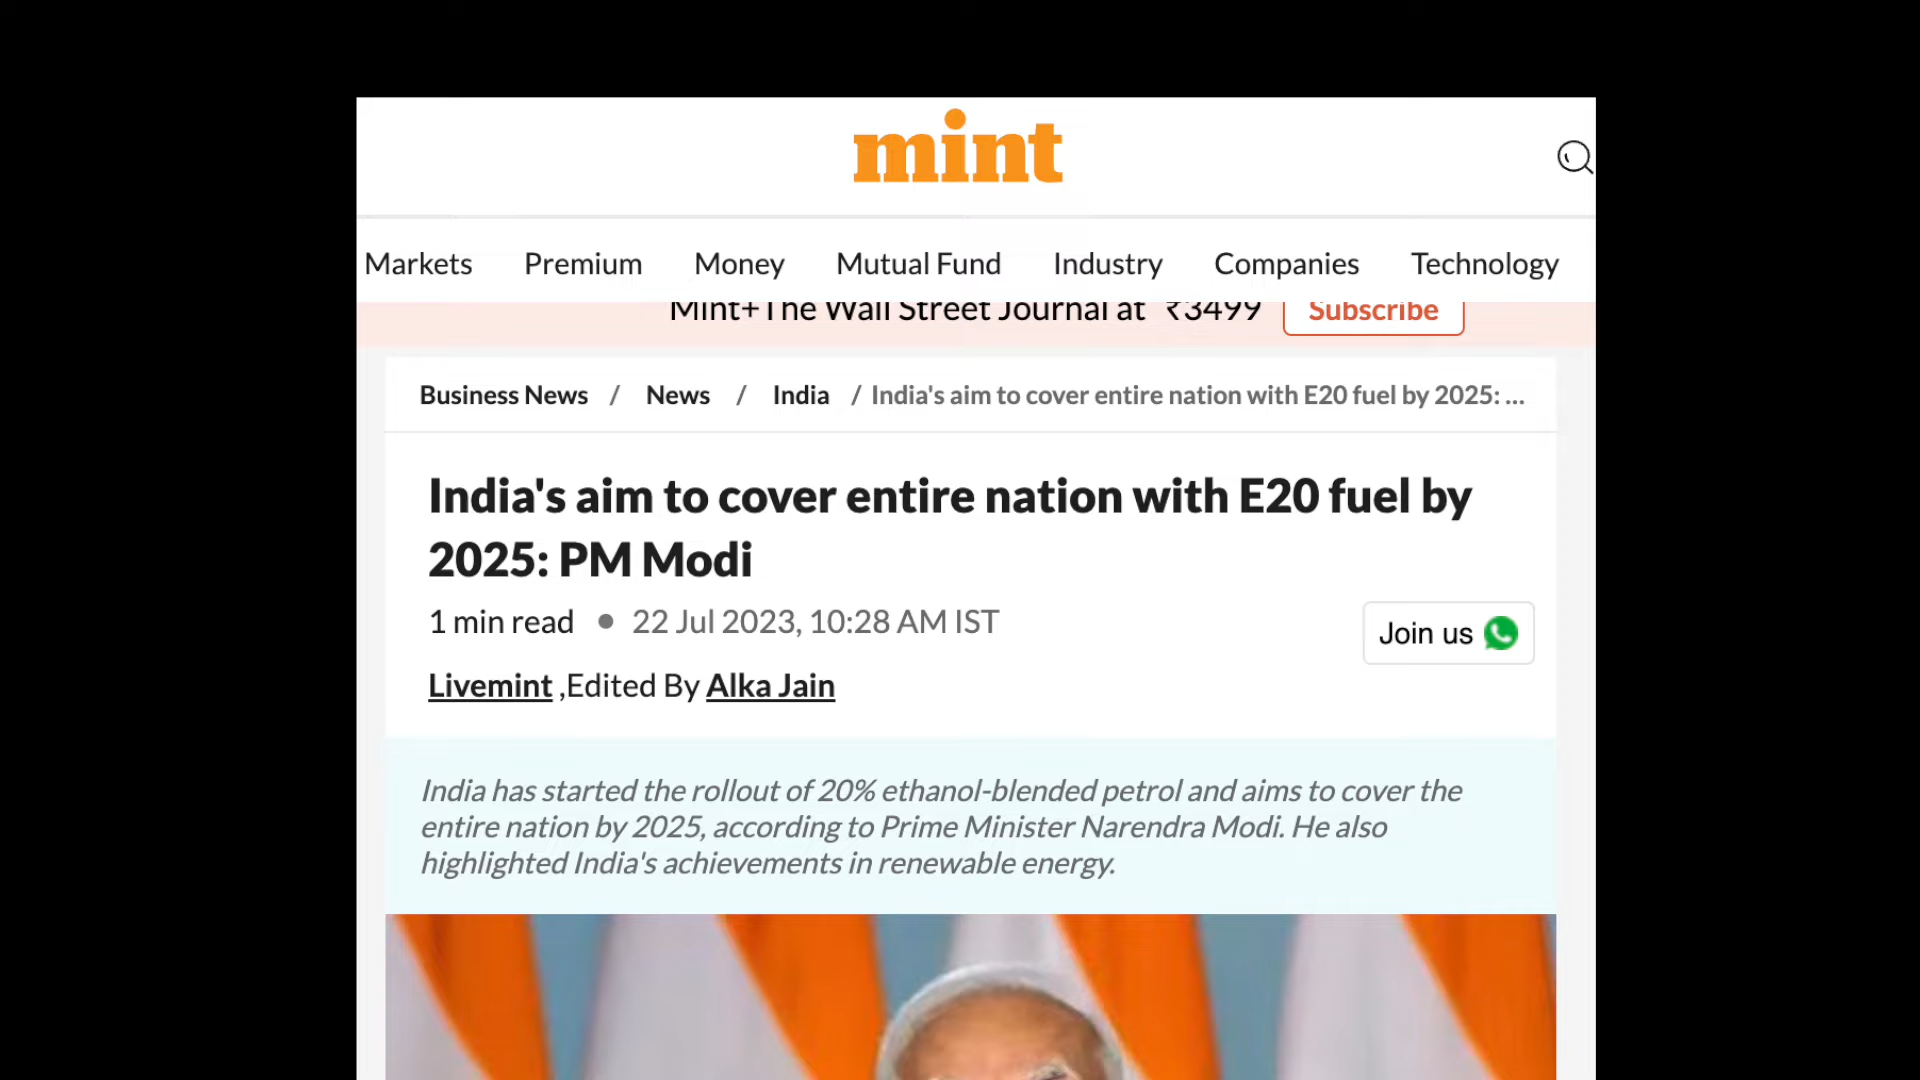 mint
Markets Premium Money Mutual Fund Industry Companies Technology
Mint+The Wall Street Journal at ₹3499 Subscribe
Business News / News / India / India's aim to cover entire nation with E20 fuel by 2025: ...
India's aim to cover entire nation with E20 fuel by
2025: PM Modi
1 min read ● 22 Jul 2023, 10:28 AM IST
Join us
Livemint ,Edited By Alka Jain
India has started the rollout of 20% ethanol-blended petrol and aims to cover the
entire nation by 2025, according to Prime Minister Narendra Modi. He also
highlighted India's achievements in renewable energy.